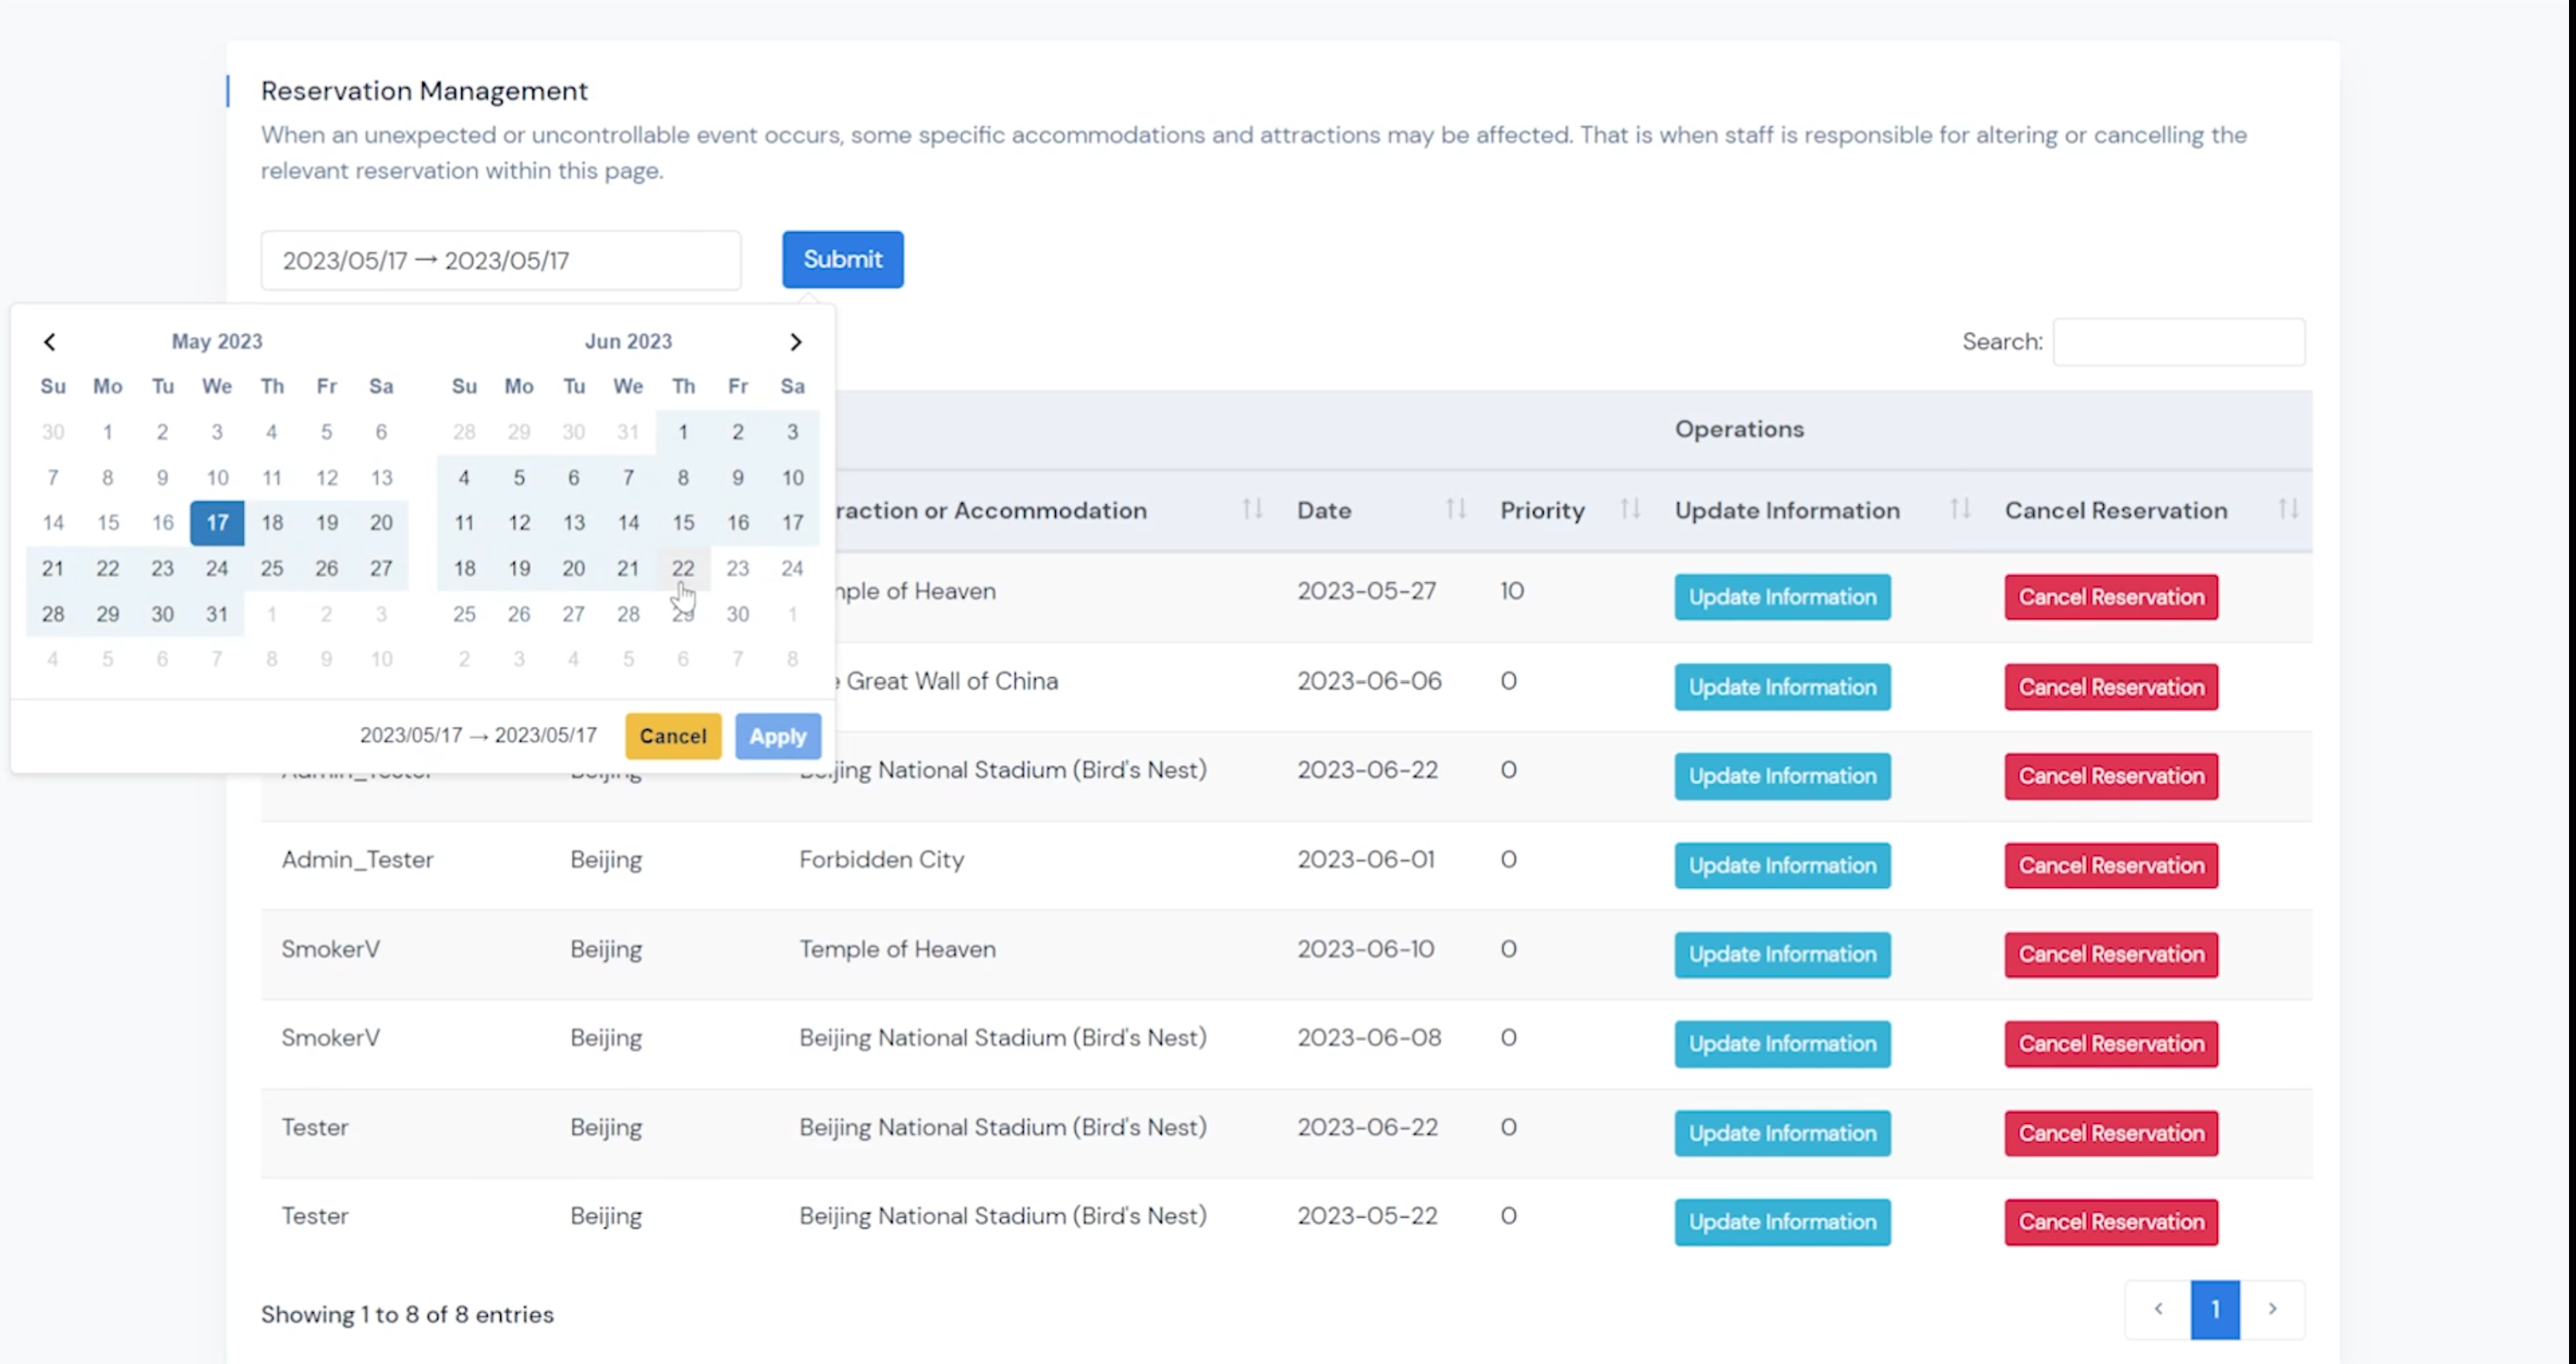 Reservation Management
When an unexpected or uncontrollable event occurs, some specific accommodations and attractions may be affected. That is when staff is responsible for altering or cancelling the
relevant reservation within this page.
2023/05/17 → 2023/05/17 Submit
May 2023 Jun 2023
Search:
Su Mo Tu We Th Fr Sa Su Mo Tu We Th Fr Sa
30 1 2 3 4 5 6 28 29 30 31 1 2 3
7 8 9 10 11 12 13 4 5 6 7 8 9 10
14 15 16 17 18 19 20 11 12 13 14 15 16 17
21 22 23 24 25 26 27 18 19 20 21 22 23 24
28 29 30 31 1 2 3 25 26 27 28 29 30 1
4 5 6 7 8 9 10 2 3 4 5 6 7 8
2023/05/17 → 2023/05/17 Cancel Apply
Operations
raction or Accommodation Date Priority Update Information Cancel Reservation
mple of Heaven 2023-05-27 10 Update Information Cancel Reservation
e Great Wall of China 2023-06-06 0 Update Information Cancel Reservation
Admin_Tester Beijing Beijing National Stadium (Bird's Nest) 2023-06-22 0 Update Information Cancel Reservation
Admin_Tester Beijing Forbidden City 2023-06-01 0 Update Information Cancel Reservation
SmokerV Beijing Temple of Heaven 2023-06-10 0 Update Information Cancel Reservation
SmokerV Beijing Beijing National Stadium (Bird's Nest) 2023-06-08 0 Update Information Cancel Reservation
Tester Beijing Beijing National Stadium (Bird's Nest) 2023-06-22 0 Update Information Cancel Reservation
Tester Beijing Beijing National Stadium (Bird's Nest) 2023-05-22 0 Update Information Cancel Reservation
Showing 1 to 8 of 8 entries
1